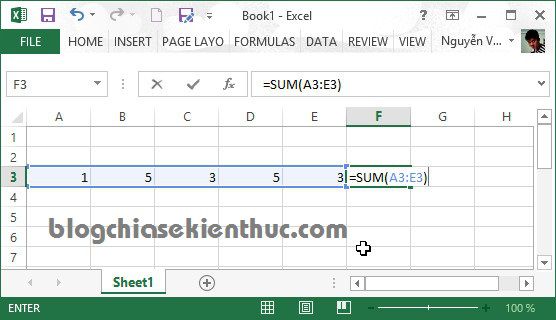 Book1 - Excel
FILE HOME INSERT PAGE LAYO FORMULAS DATA REVIEW VIEW Nguyễn V...
F3 =SUM(A3:E3)
A B C D E F G H
1
2
3 1 5 3 5 3 =SUM(A3:E3)
4
5
6
7
blogchiasekienthuc.com
Sheet1
ENTER 100 %